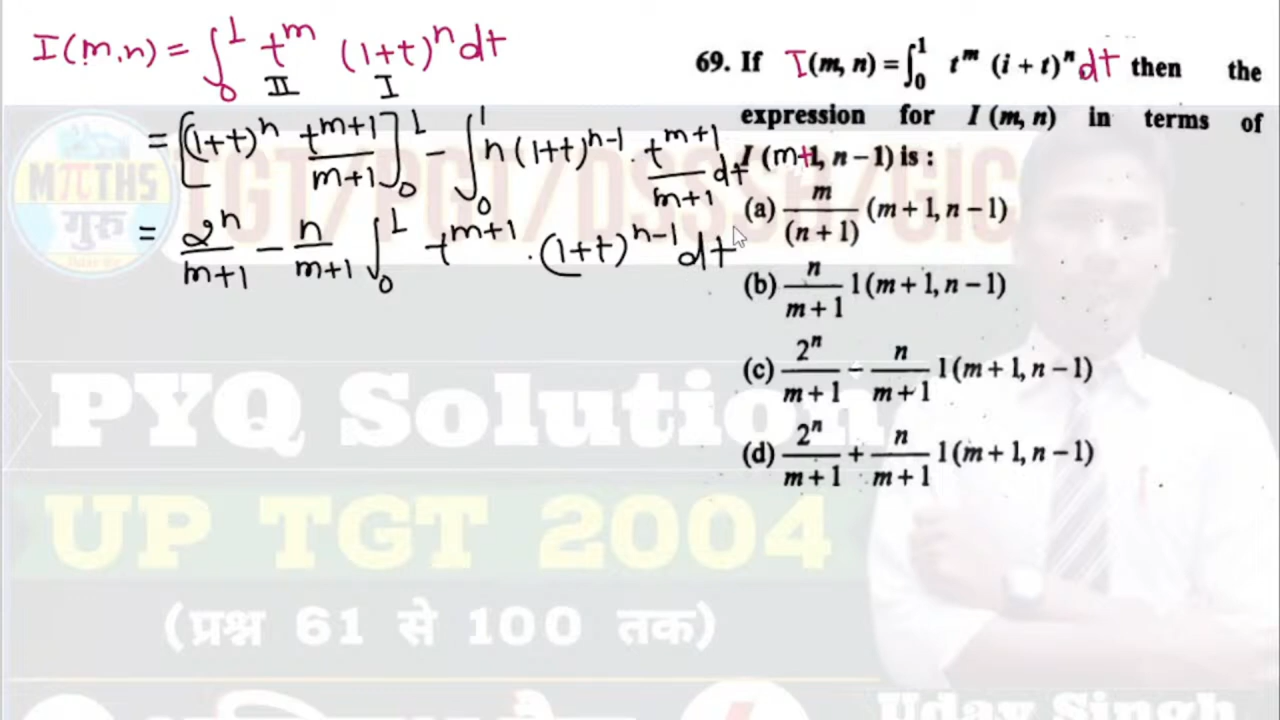 I(m,n) = ∫₀¹ t^m (1+t)^n dt
II I
= [(1+t)^n t^(m+1)/(m+1)]₀¹ − ∫₀¹ n(1+t)^(n−1) · t^(m+1)/(m+1) dt
= 2^n/(m+1) − n/(m+1) ∫₀¹ t^(m+1) · (1+t)^(n−1) dt
69. If I(m, n) = ∫₀¹ t^m (i + t)^n dt then the
expression for I (m, n) in terms of
I (m+1, n − 1) is :
(a) m/(n + 1) (m + 1, n − 1)
(b) n/(m + 1) 1(m + 1, n − 1)
(c) 2^n/(m + 1) − n/(m + 1) 1(m + 1, n − 1)
(d) 2^n/(m + 1) + n/(m + 1) 1(m + 1, n − 1)
MπTHS
गुरु
TGT/PGT/DSSSB/GIC
PYQ Solution
UP TGT 2004
(प्रश्न 61 से 100 तक)
Uday Singh